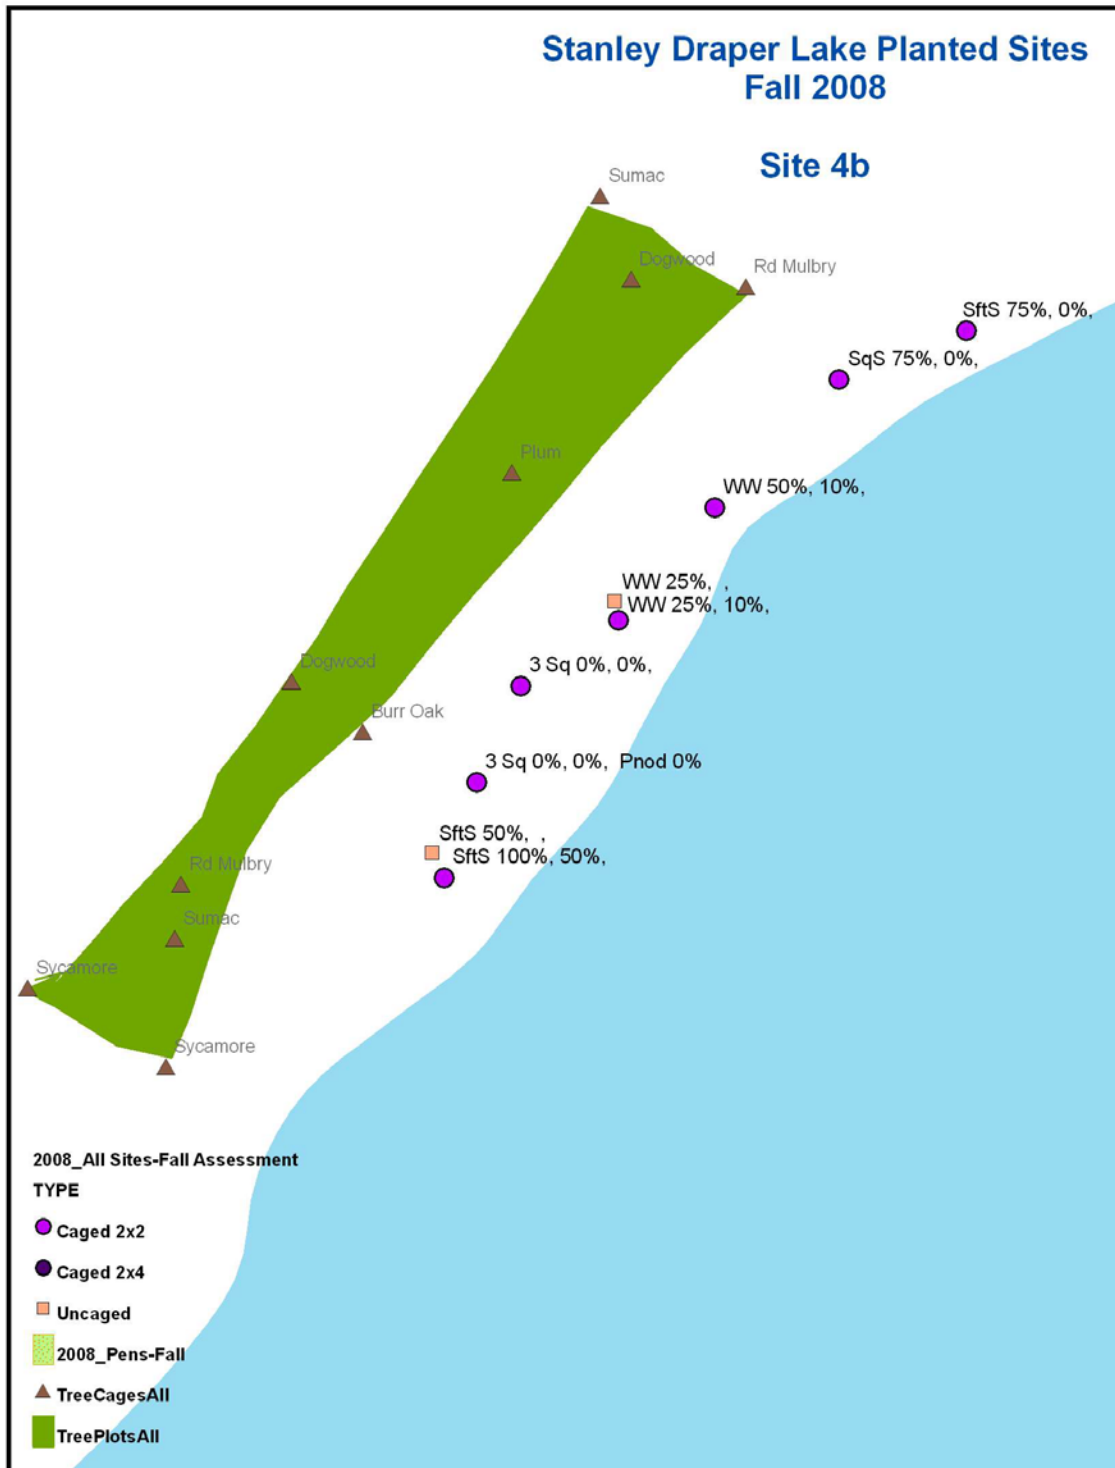 Stanley Draper Lake Planted Sites
Fall 2008
Site 4b
Sumac
Dogwood
Rd Mulbry
SftS 75%, 0%,
SqS 75%, 0%,
Plum
WW 50%, 10%,
WW 25%, ,
WW 25%, 10%,
Dogwood
3 Sq 0%, 0%,
Burr Oak
3 Sq 0%, 0%, Pnod 0%
SftS 50%, ,
SftS 100%, 50%,
Rd Mulbry
Sumac
Sycamore
Sycamore
2008_All Sites-Fall Assessment
TYPE
Caged 2x2
Caged 2x4
Uncaged
2008_Pens-Fall
TreeCagesAll
TreePlotsAll